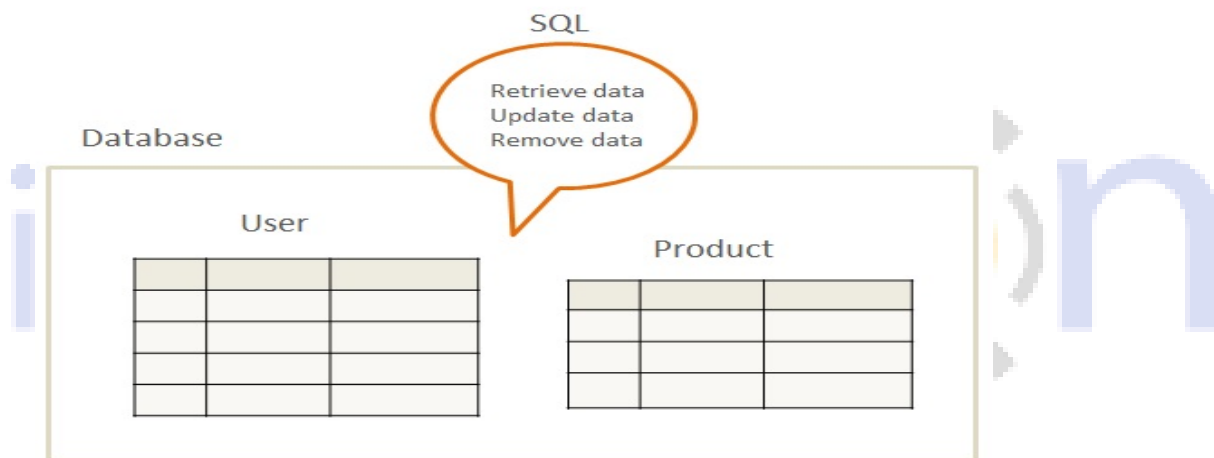 SQL
Retrieve data
Update data
Remove data
Database
User
Product